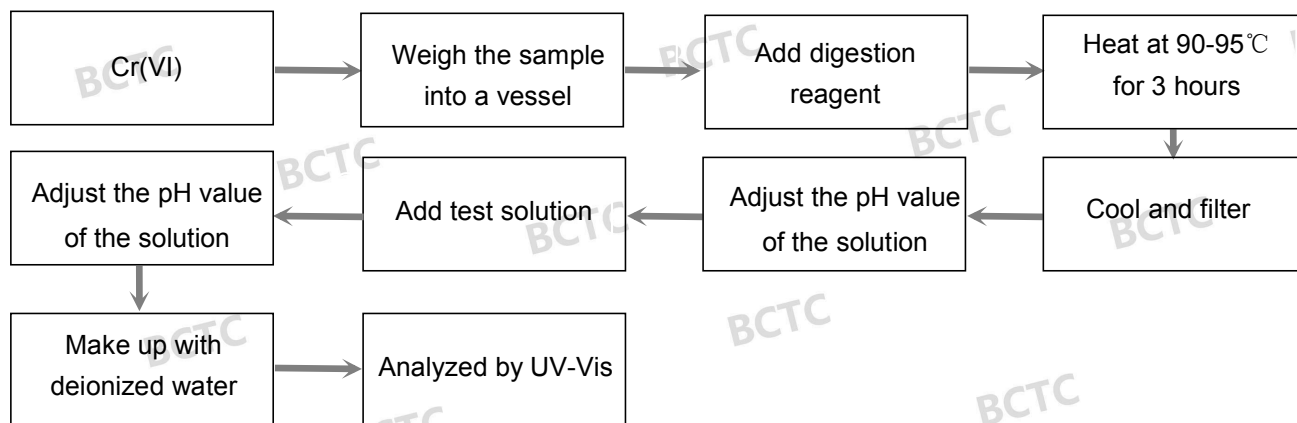 Cr(VI)
Weigh the sample
into a vessel
Add digestion
reagent
Heat at 90-95℃
for 3 hours
Cool and filter
Adjust the pH value
of the solution
Add test solution
Adjust the pH value
of the solution
Make up with
deionized water
Analyzed by UV-Vis
BCTC
BCTC
BCTC
BCTC
BCTC
BCTC
BCTC
BCTC
BCTC